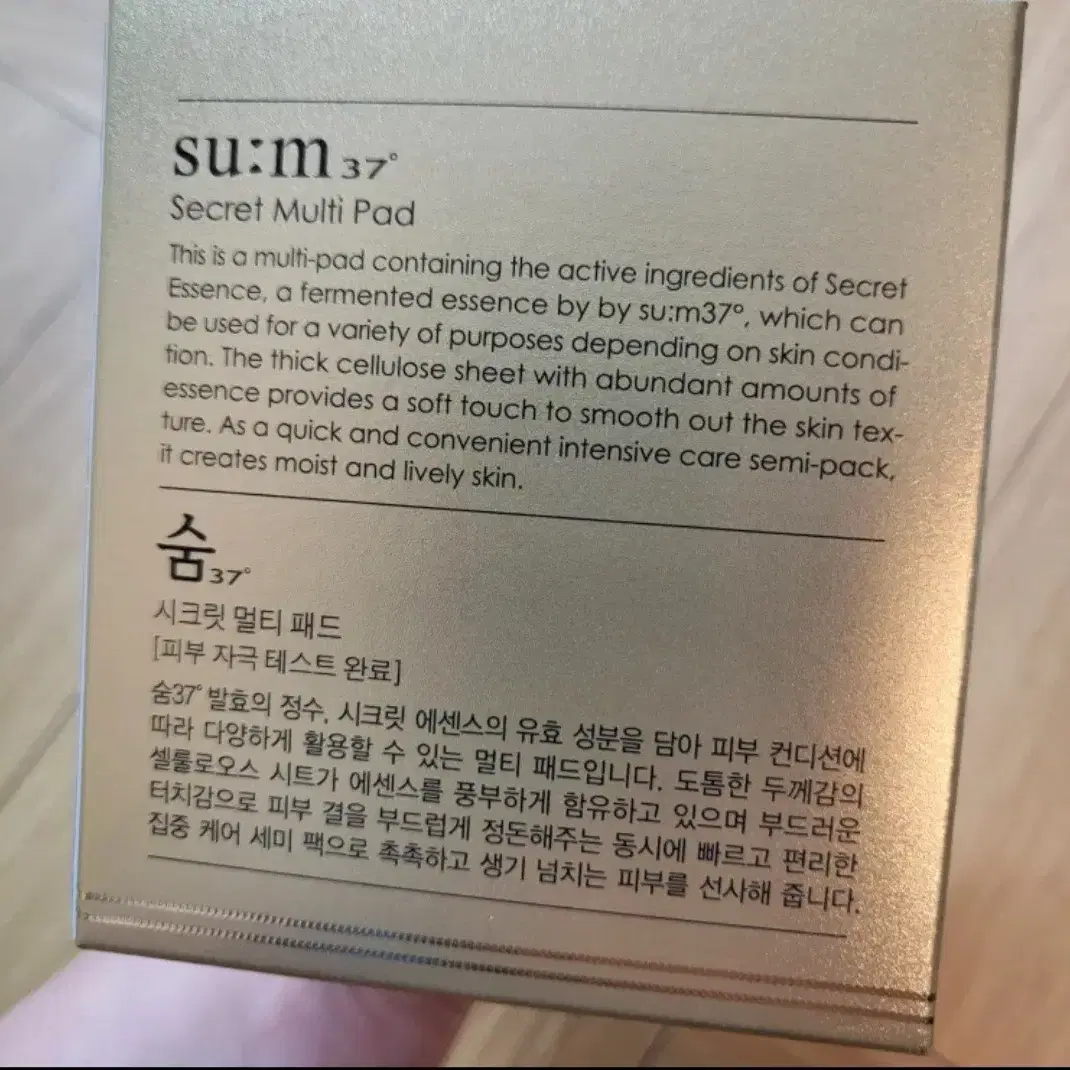 su:m37°
Secret Multi Pad
This is a multi-pad containing the active ingredients of Secret
Essence, a fermented essence by by su:m37°, which can
be used for a variety of purposes depending on skin condi-
tion. The thick cellulose sheet with abundant amounts of
essence provides a soft touch to smooth out the skin tex-
ture. As a quick and convenient intensive care semi-pack,
it creates moist and lively skin.
숨37°
시크릿 멀티 패드
[피부 자극 테스트 완료]
숨37° 발효의 정수, 시크릿 에센스의 유효 성분을 담아 피부 컨디션에
따라 다양하게 활용할 수 있는 멀티 패드입니다. 도톰한 두께감의
셀룰로오스 시트가 에센스를 풍부하게 함유하고 있으며 부드러운
터치감으로 피부 결을 부드럽게 정돈해주는 동시에 빠르고 편리한
집중 케어 세미 팩으로 촉촉하고 생기 넘치는 피부를 선사해 줍니다.